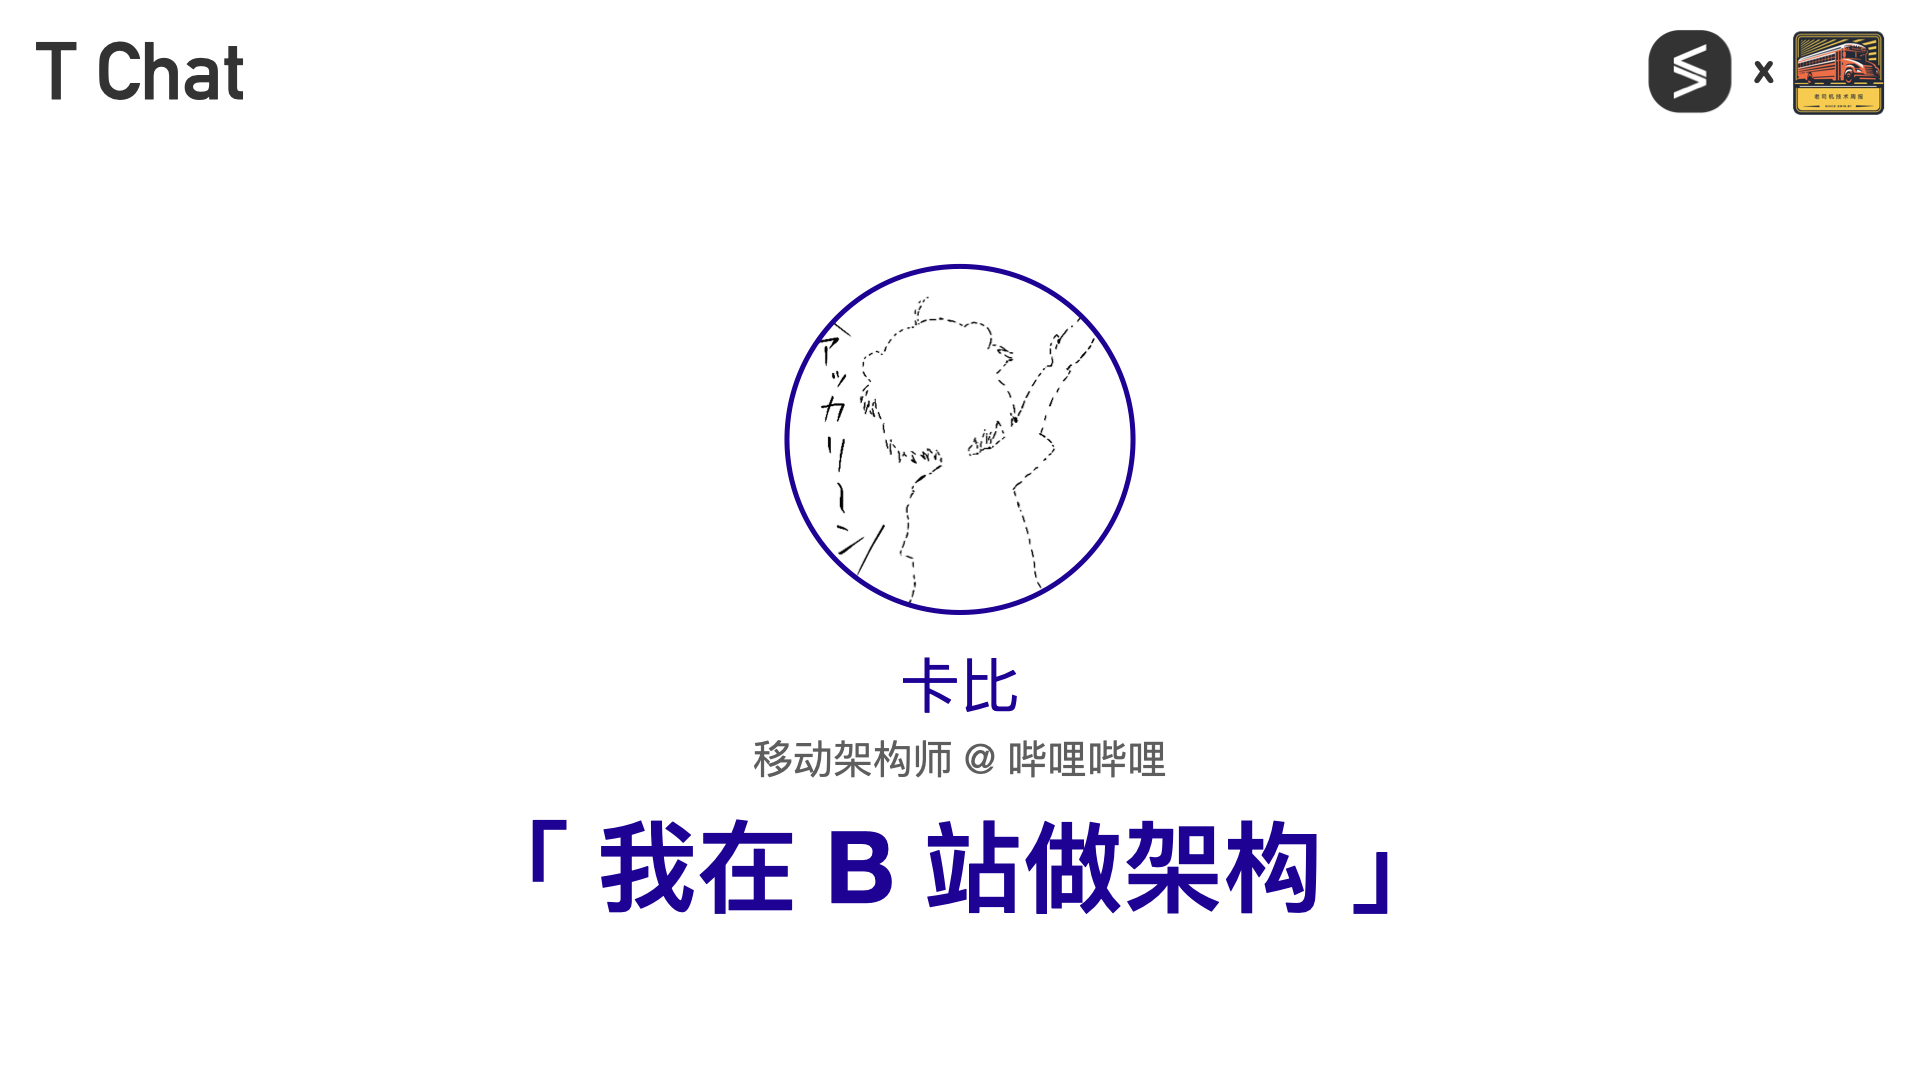 T Chat
x
老司机技术周报
アッカリーン
卡比
移动架构师 @ 哔哩哔哩
「 我在 B 站做架构 」